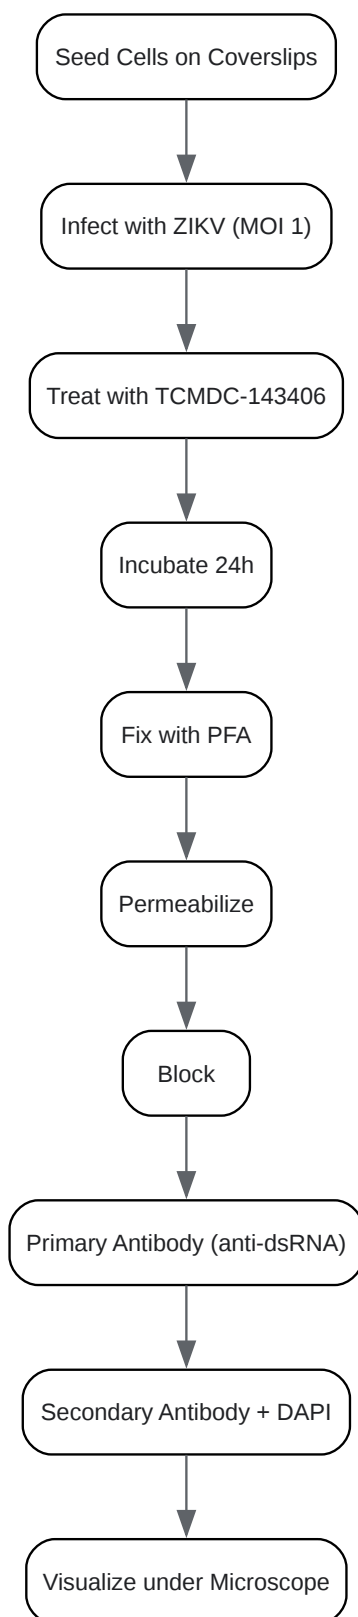 Seed Cells on Coverslips
Infect with ZIKV (MOI 1)
Treat with TCMDC-143406
Incubate 24h
Fix with PFA
Permeabilize
Block
Primary Antibody (anti-dsRNA)
Secondary Antibody + DAPI
Visualize under Microscope